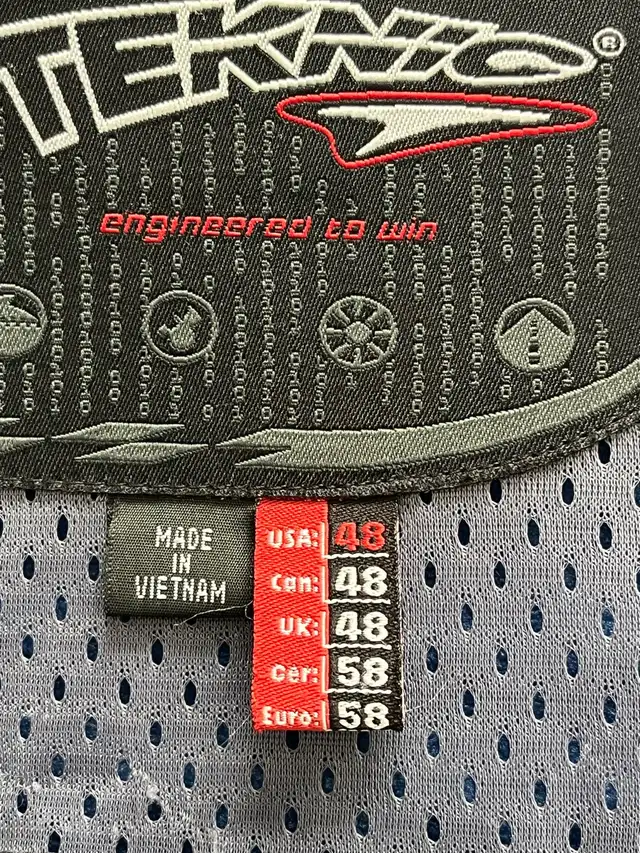 TEKNIC®
engineered to win
MADE
IN
VIETNAM
USA: 48
Can: 48
UK: 48
Ger: 58
Euro: 58